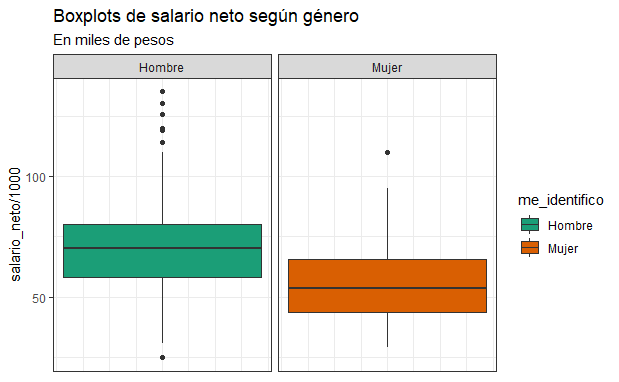 Boxplots de salario neto según género
En miles de pesos
Hombre
Mujer
salario_neto/1000
100
50
me_identifico
Hombre
Mujer